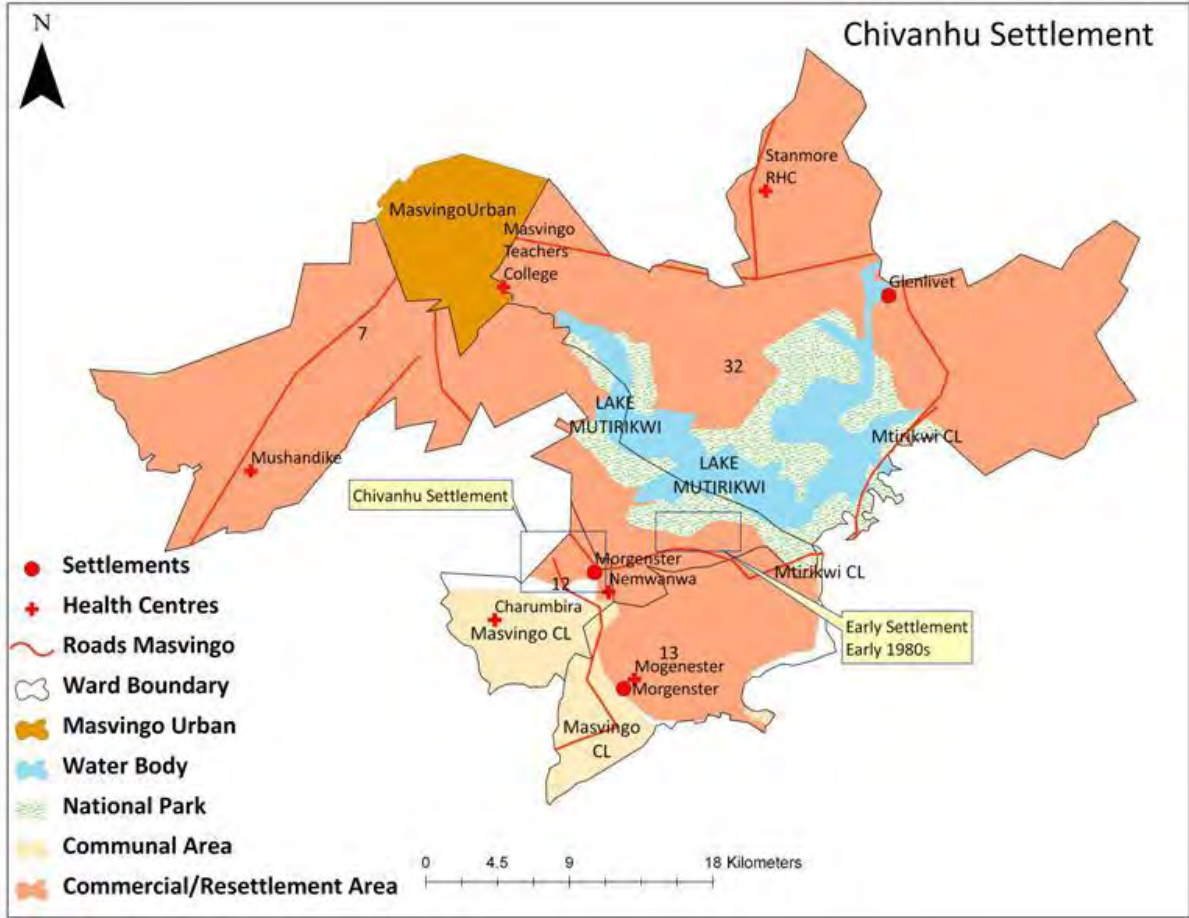 N
Chivanhu Settlement
Stanmore
RHC
MasvingoUrban
Masvingo
Teachers
College
Glenlivet
7
32
LAKE
MUTIRIKWI
Mtirikwi CL
Mushandike
LAKE
MUTIRIKWI
Chivanhu Settlement
Morgenster
Nemwanwa
12
Mtirikwi CL
Charumbira
Masvingo CL
Early Settlement
Early 1980s
13
Mogenester
Morgenster
Masvingo
CL
Settlements
Health Centres
Roads Masvingo
Ward Boundary
Masvingo Urban
Water Body
National Park
Communal Area
Commercial/Resettlement Area
0 4.5 9 18 Kilometers